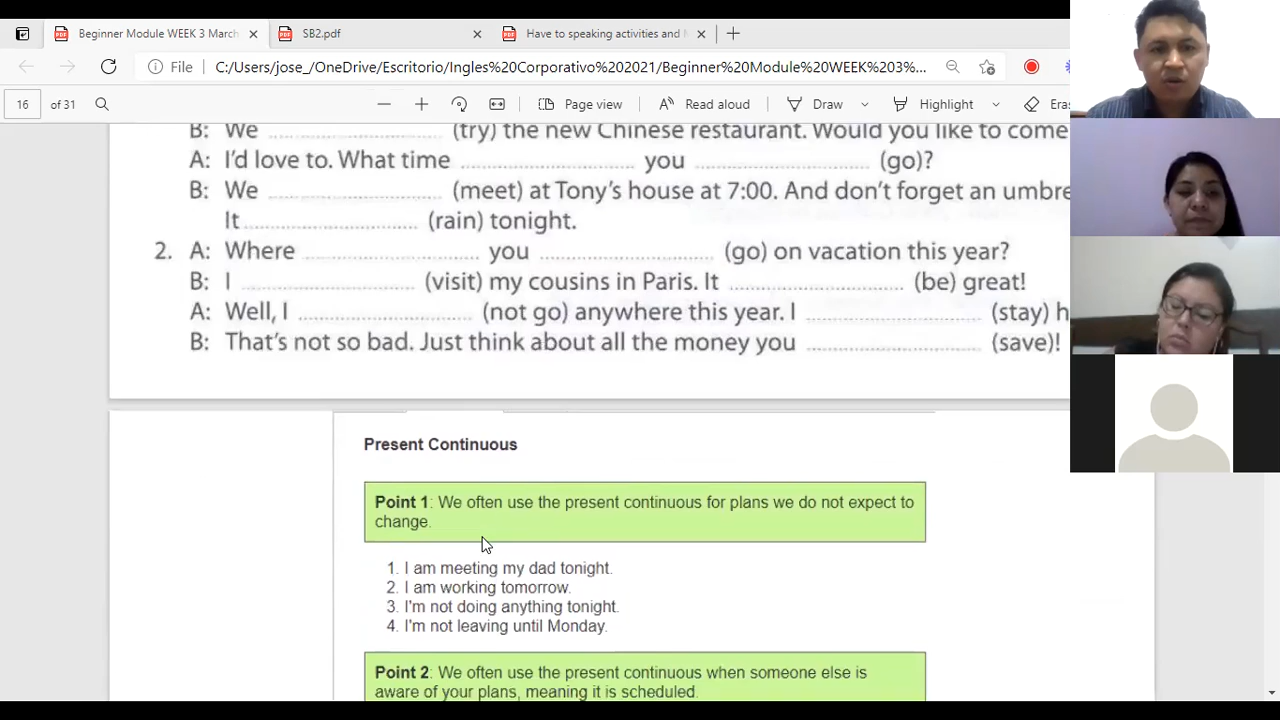 Beginner Module WEEK 3 March
SB2.pdf
Have to speaking activities and
File
C:/Users/jose_/OneDrive/Escritorio/Ingles%20Corporativo%202021/Beginner%20Module%20WEEK%203%...
16 of 31
Page view
Read aloud
Draw
Highlight
Eras
B: We .......................... (try) the new Chinese restaurant. Would you like to come
A: I'd love to. What time .......................... you .......................... (go)?
B: We .......................... (meet) at Tony's house at 7:00. And don't forget an umbre
It .......................... (rain) tonight.
2. A: Where .......................... you .......................... (go) on vacation this year?
B: I .......................... (visit) my cousins in Paris. It .......................... (be) great!
A: Well, I .......................... (not go) anywhere this year. I .......................... (stay) h
B: That's not so bad. Just think about all the money you .......................... (save)!
Present Continuous
Point 1: We often use the present continuous for plans we do not expect to
change.
1. I am meeting my dad tonight.
2. I am working tomorrow.
3. I'm not doing anything tonight.
4. I'm not leaving until Monday.
Point 2: We often use the present continuous when someone else is
aware of your plans, meaning it is scheduled.